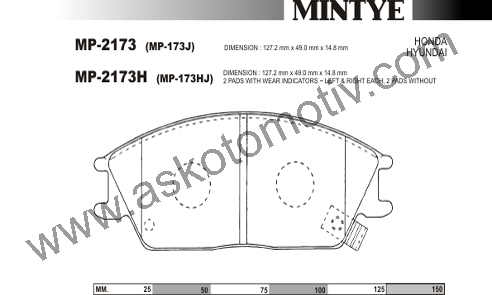 MINTYE
MP-2173 (MP-173J) DIMENSION : 127.2 mm x 49.0 mm x 14.8 mm HONDA
HYUNDAI
MP-2173H (MP-173HJ) DIMENSION : 127.2 mm x 49.0 mm x 14.8 mm
2 PADS WITH WEAR INDICATORS - LEFT & RIGHT EACH, 2 PADS WITHOUT
www.askotomotiv.com
MM. 25 50 75 100 125 150